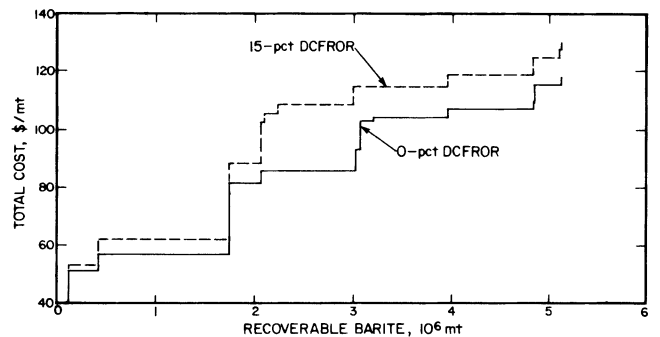 140
120
100
80
60
40
TOTAL COST, $/mt
15-pct DCFROR
0-pct DCFROR
0 1 2 3 4 5 6
RECOVERABLE BARITE, 10⁶ mt